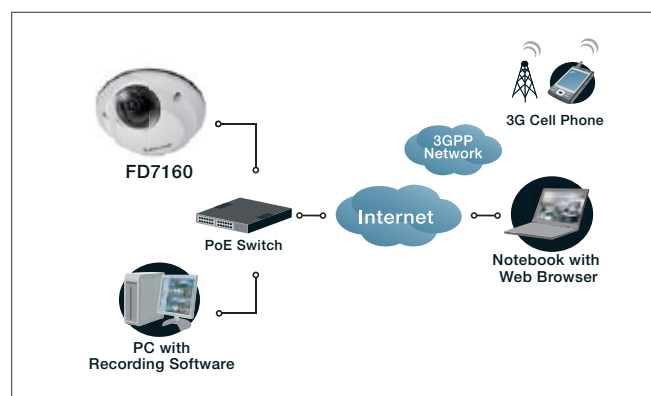 3G Cell Phone
3GPP
Network
FD7160
Internet
PoE Switch
Notebook with
Web Browser
PC with
Recording Software